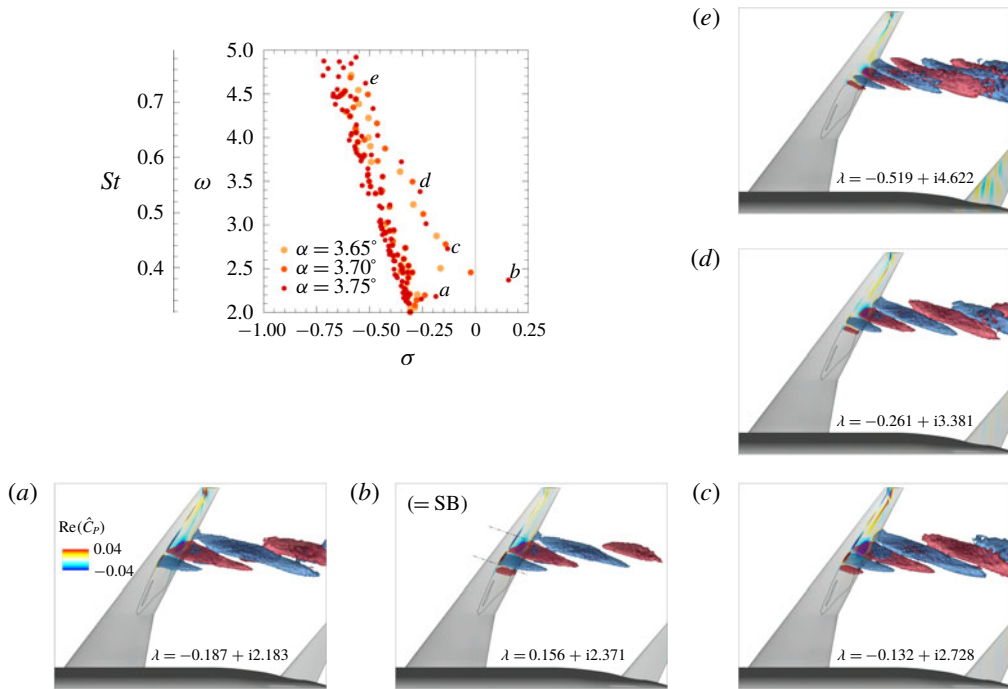 (e)
λ = −0.519 + i4.622
5.0
4.5
4.0
3.5
3.0
2.5
2.0
0.7
0.6
0.5
0.4
St
ω
e
d
c
b
a
α = 3.65°
α = 3.70°
α = 3.75°
−1.00 −0.75 −0.50 −0.25 0 0.25
σ
(d)
λ = −0.261 + i3.381
(a)
Re(Ĉ_P)
0.04
−0.04
λ = −0.187 + i2.183
(b)
(= SB)
λ = 0.156 + i2.371
(c)
λ = −0.132 + i2.728